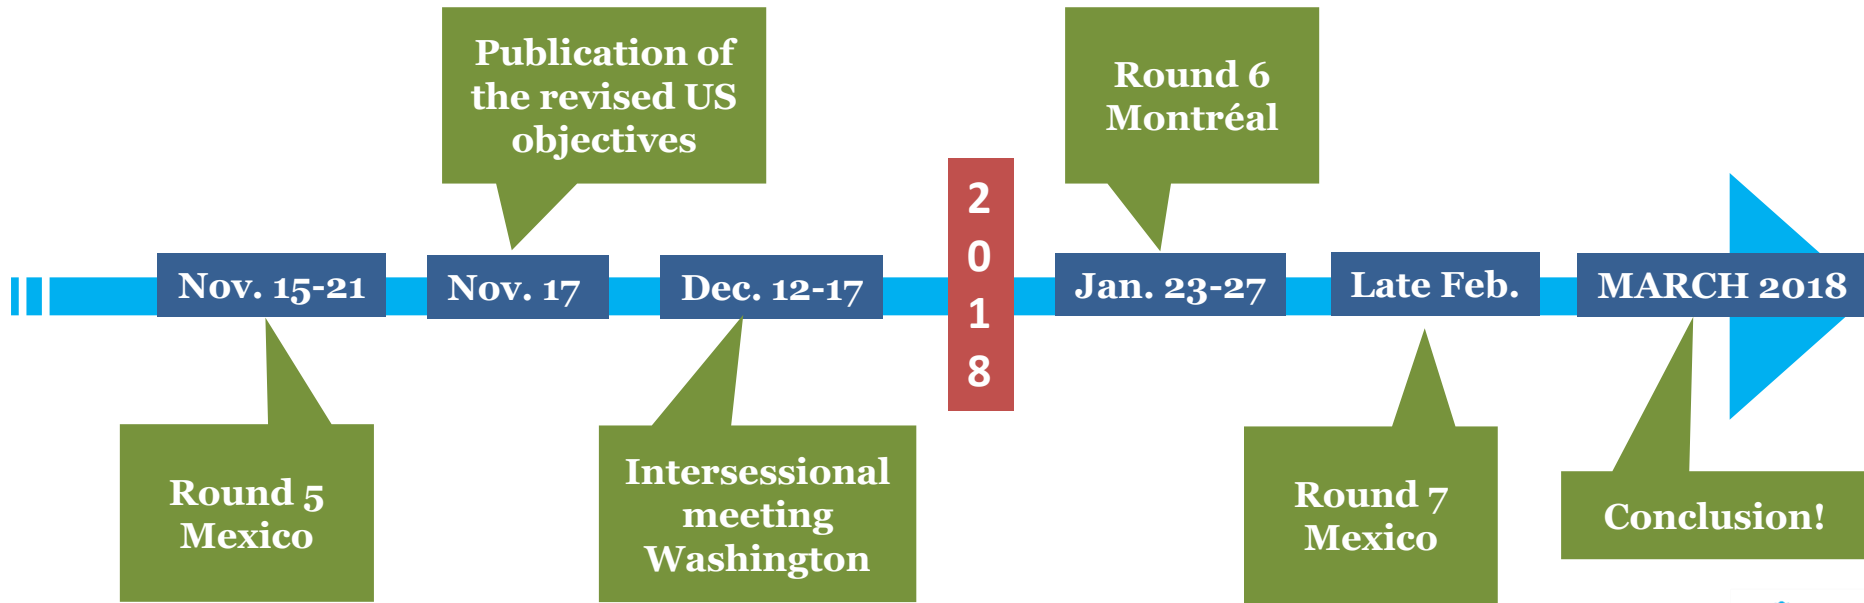 Publication of
the revised US
objectives
Round 6
Montréal
2
0
1
8
Nov. 15-21
Nov. 17
Dec. 12-17
Jan. 23-27
Late Feb.
MARCH 2018
Round 5
Mexico
Intersessional
meeting
Washington
Round 7
Mexico
Conclusion!